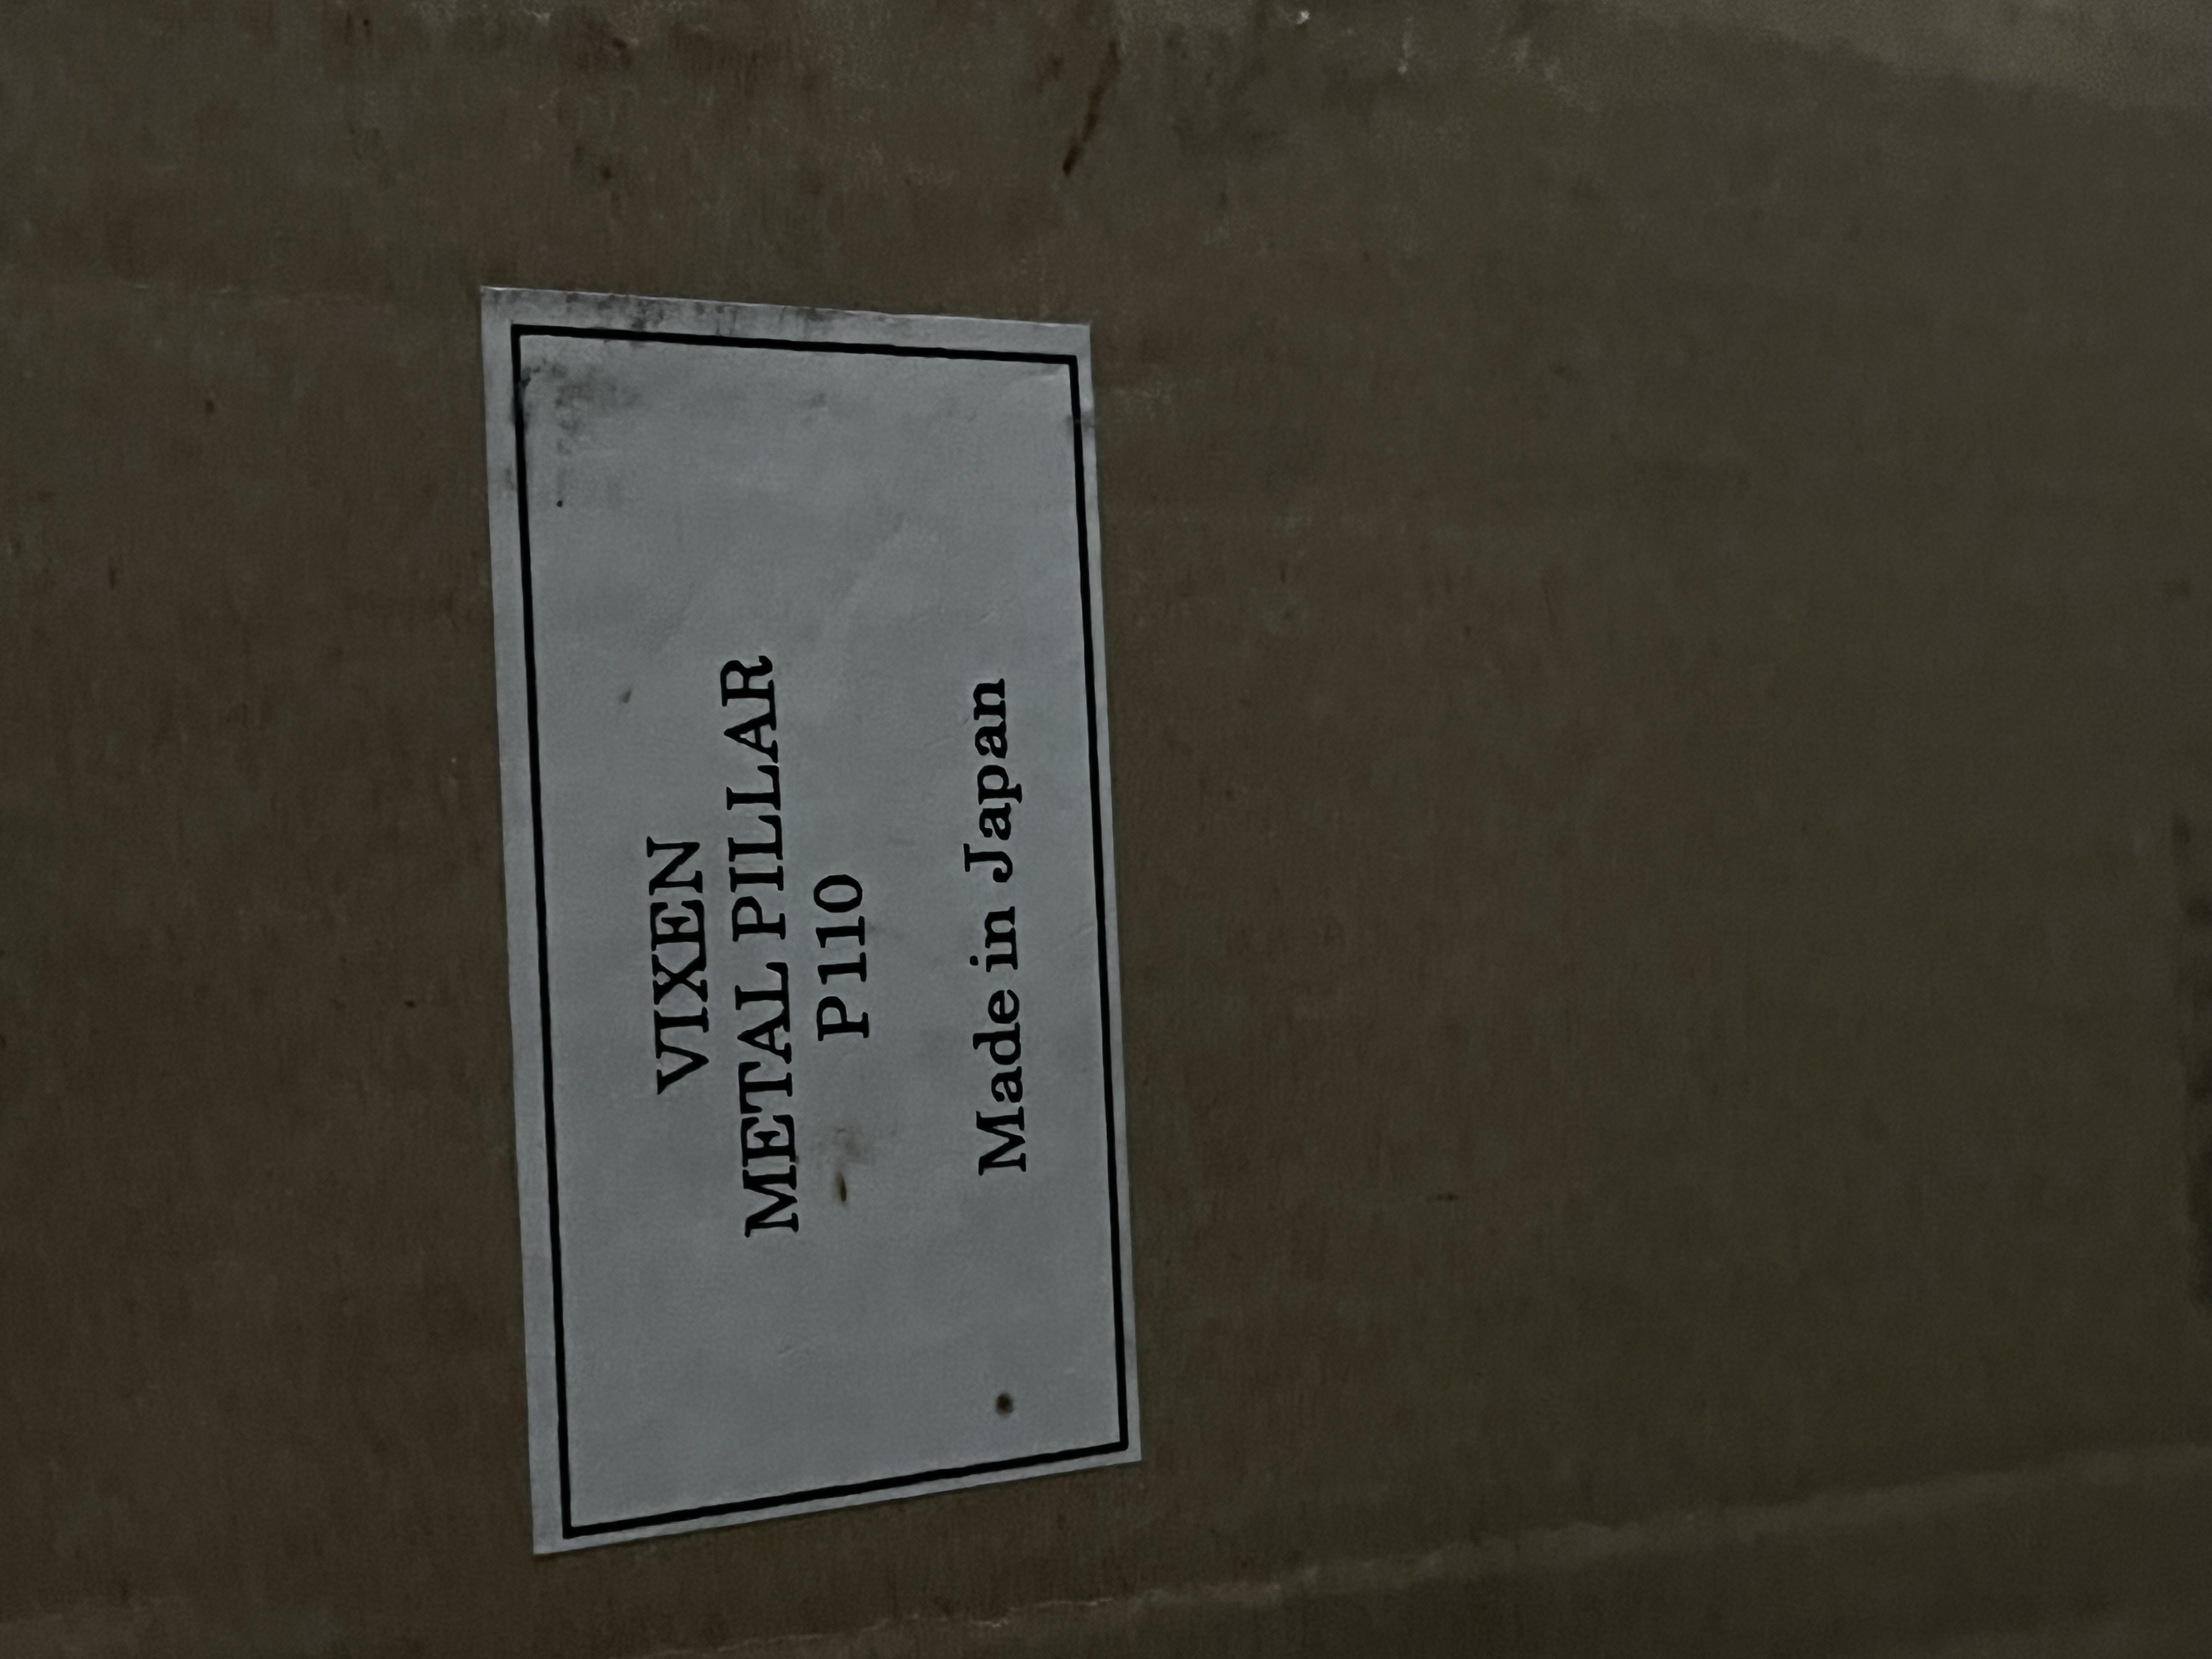 VIXEN
METAL PILLAR
P110
Made in Japan